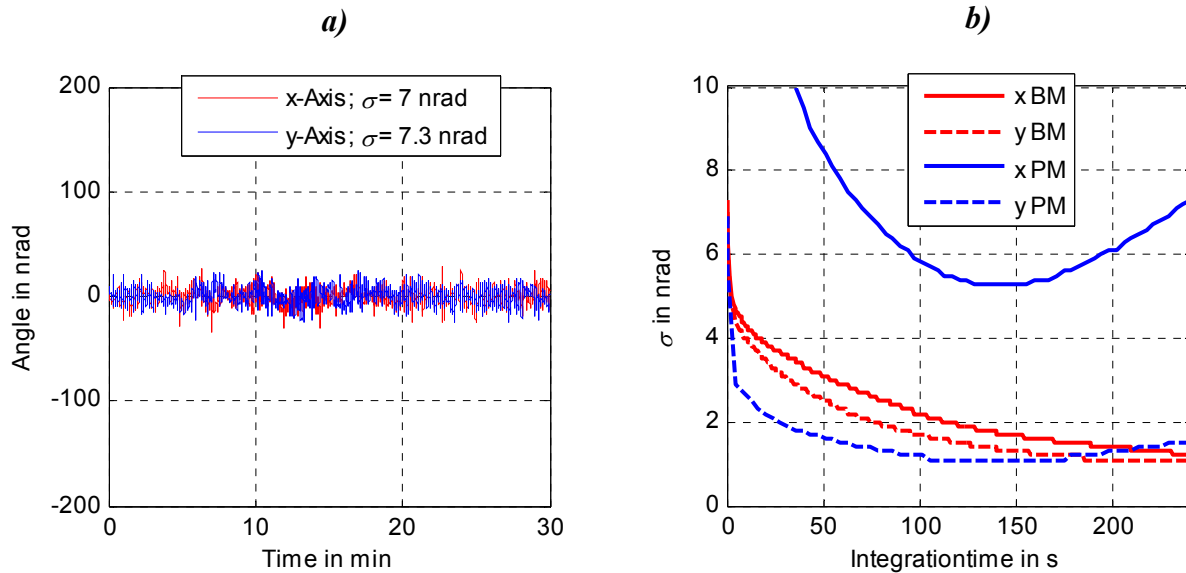 a)
200
100
0
-100
-200
0
10
20
30
Angle in nrad
Time in min
x-Axis; σ= 7 nrad
y-Axis; σ= 7.3 nrad
b)
10
8
6
4
2
0
0
50
100
150
200
σ in nrad
Integrationtime in s
x BM
y BM
x PM
y PM